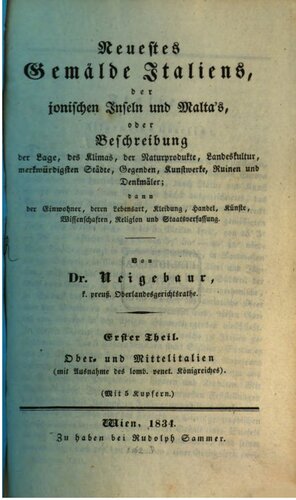 Neuestes
Gemälde Italiens,
der
jonischen Inseln und Malta's,
oder
Beschreibung
der Lage, des Klimas, der Naturprodukte, Landeskultur,
merkwürdigsten Städte, Gegenden, Kunstwerke, Ruinen und
Denkmäler;
dann
der Einwohner, deren Lebensart, Kleidung, Handel, Künste,
Wissenschaften, Religion und Staatsverfassung.
Von
Dr. Neigebaur,
k. preuß. Oberlandesgerichtsrathe.
Erster Theil.
Ober- und Mittelitalien
(mit Ausnahme des lomb. venet. Königreiches).
(Mit 5 Kupfern.)
Wien, 1834.
Zu haben bei Rudolph Sammer.